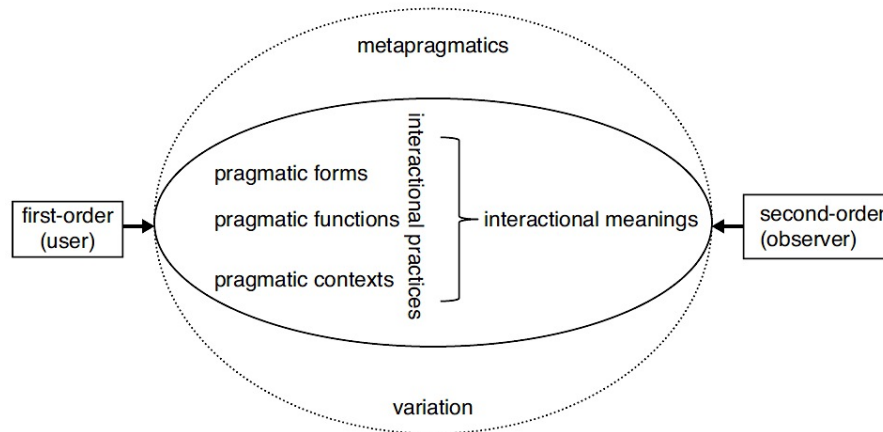 metapragmatics
interactional practices
pragmatic forms
first-order
(user)
pragmatic functions
interactional meanings
second-order
(observer)
pragmatic contexts
variation